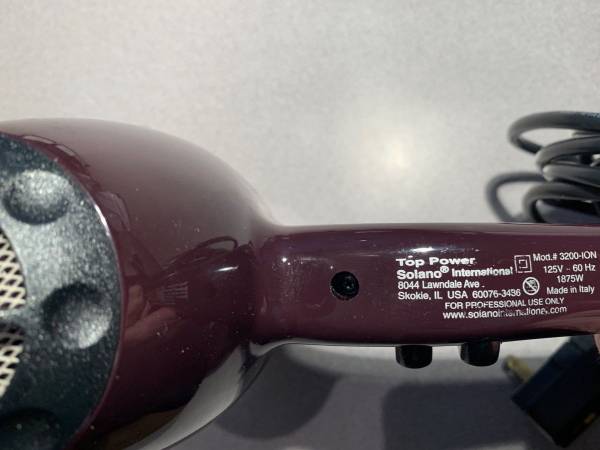 Top Power
Solano® International
8044 Lawndale Ave.
Skokie, IL USA 60076-3436
FOR PROFESSIONAL USE ONLY
www.solanointernational.com
Mod.# 3200-ION
125V ~ 60 Hz
1875W
Made in Italy